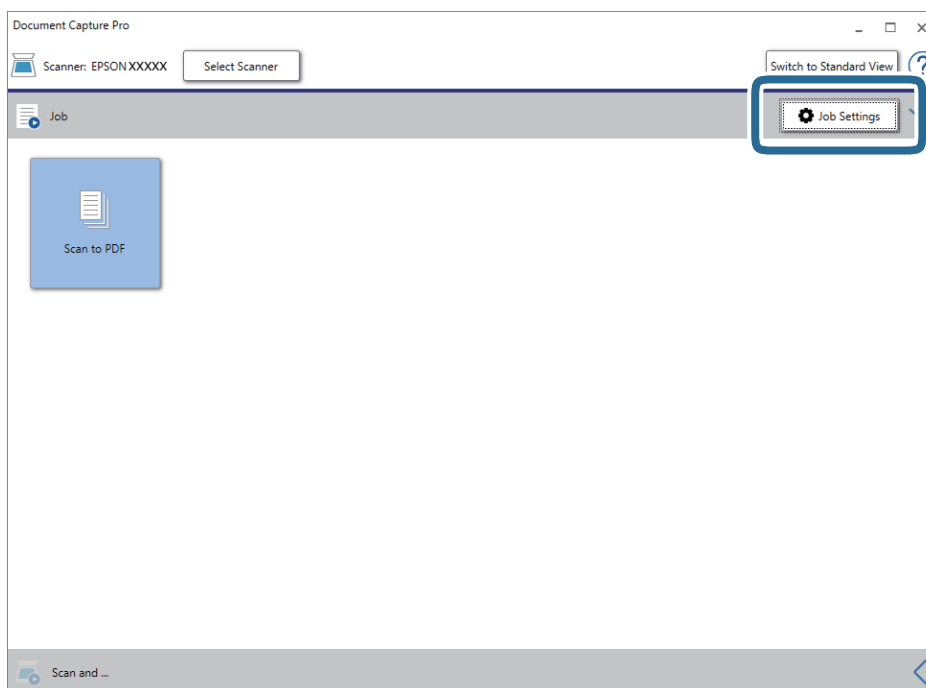 Document Capture Pro
Scanner: EPSON XXXXX Select Scanner Switch to Standard View ?
Job Job Settings
Scan to PDF
Scan and ...